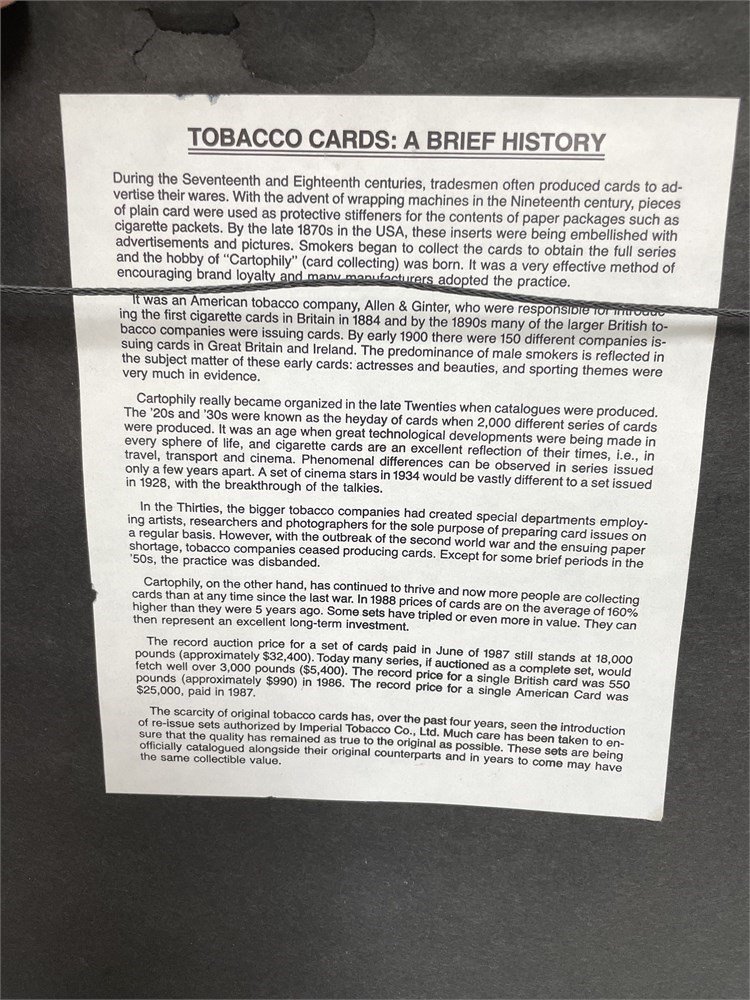 TOBACCO CARDS: A BRIEF HISTORY
During the Seventeenth and Eighteenth centuries, tradesmen often produced cards to ad-
vertise their wares. With the advent of wrapping machines in the Nineteenth century, pieces
of plain card were used as protective stiffeners for the contents of paper packages such as
cigarette packets. By the late 1870s in the USA, these inserts were being embellished with
advertisements and pictures. Smokers began to collect the cards to obtain the full series
and the hobby of “Cartophily” (card collecting) was born. It was a very effective method of
encouraging brand loyalty and many manufacturers adopted the practice.
It was an American tobacco company, Allen & Ginter, who were responsible for introduc-
ing the first cigarette cards in Britain in 1884 and by the 1890s many of the larger British to-
bacco companies were issuing cards. By early 1900 there were 150 different companies is-
suing cards in Great Britain and Ireland. The predominance of male smokers is reflected in
the subject matter of these early cards: actresses and beauties, and sporting themes were
very much in evidence.
Cartophily really became organized in the late Twenties when catalogues were produced.
The '20s and '30s were known as the heyday of cards when 2,000 different series of cards
were produced. It was an age when great technological developments were being made in
every sphere of life, and cigarette cards are an excellent reflection of their times, i.e., in
travel, transport and cinema. Phenomenal differences can be observed in series issued
only a few years apart. A set of cinema stars in 1934 would be vastly different to a set issued
in 1928, with the breakthrough of the talkies.
In the Thirties, the bigger tobacco companies had created special departments employ-
ing artists, researchers and photographers for the sole purpose of preparing card issues on
a regular basis. However, with the outbreak of the second world war and the ensuing paper
shortage, tobacco companies ceased producing cards. Except for some brief periods in the
'50s, the practice was disbanded.
Cartophily, on the other hand, has continued to thrive and now more people are collecting
cards than at any time since the last war. In 1988 prices of cards are on the average of 160%
higher than they were 5 years ago. Some sets have tripled or even more in value. They can
then represent an excellent long-term investment.
The record auction price for a set of cards paid in June of 1987 still stands at 18,000
pounds (approximately $32,400). Today many series, if auctioned as a complete set, would
fetch well over 3,000 pounds ($5,400). The record price for a single British card was 550
pounds (approximately $990) in 1986. The record price for a single American Card was
$25,000, paid in 1987.
The scarcity of original tobacco cards has, over the past four years, seen the introduction
of re-issue sets authorized by Imperial Tobacco Co., Ltd. Much care has been taken to en-
sure that the quality has remained as true to the original as possible. These sets are being
officially catalogued alongside their original counterparts and in years to come may have
the same collectible value.